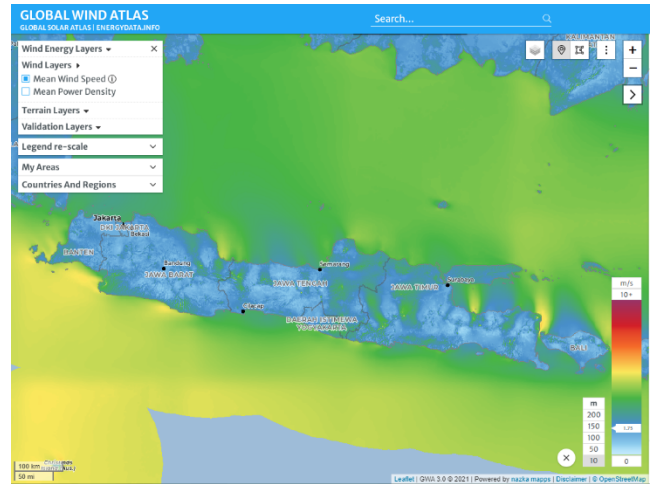 GLOBAL WIND ATLAS
GLOBAL SOLAR ATLAS | ENERGYDATA.INFO
Search...
Wind Energy Layers
Wind Layers
Mean Wind Speed
Mean Power Density
Terrain Layers
Validation Layers
Legend re-scale
My Areas
Countries And Regions
KALIMANTAN
+
−
Jakarta
DKI JAKARTA
Bekasi
BANTEN
Bandung
JAWA BARAT
Semarang
JAWA TENGAH
Surabaya
JAWA TIMUR
Cilacap
DAERAH ISTIMEWA
YOGYAKARTA
BALI
m/s
10+
3.25
0
m
200
150
100
50
10
100 km
50 mi
Leaflet | GWA 3.0 © 2021 | Powered by nazka mapps | Disclaimer | © OpenStreetMap